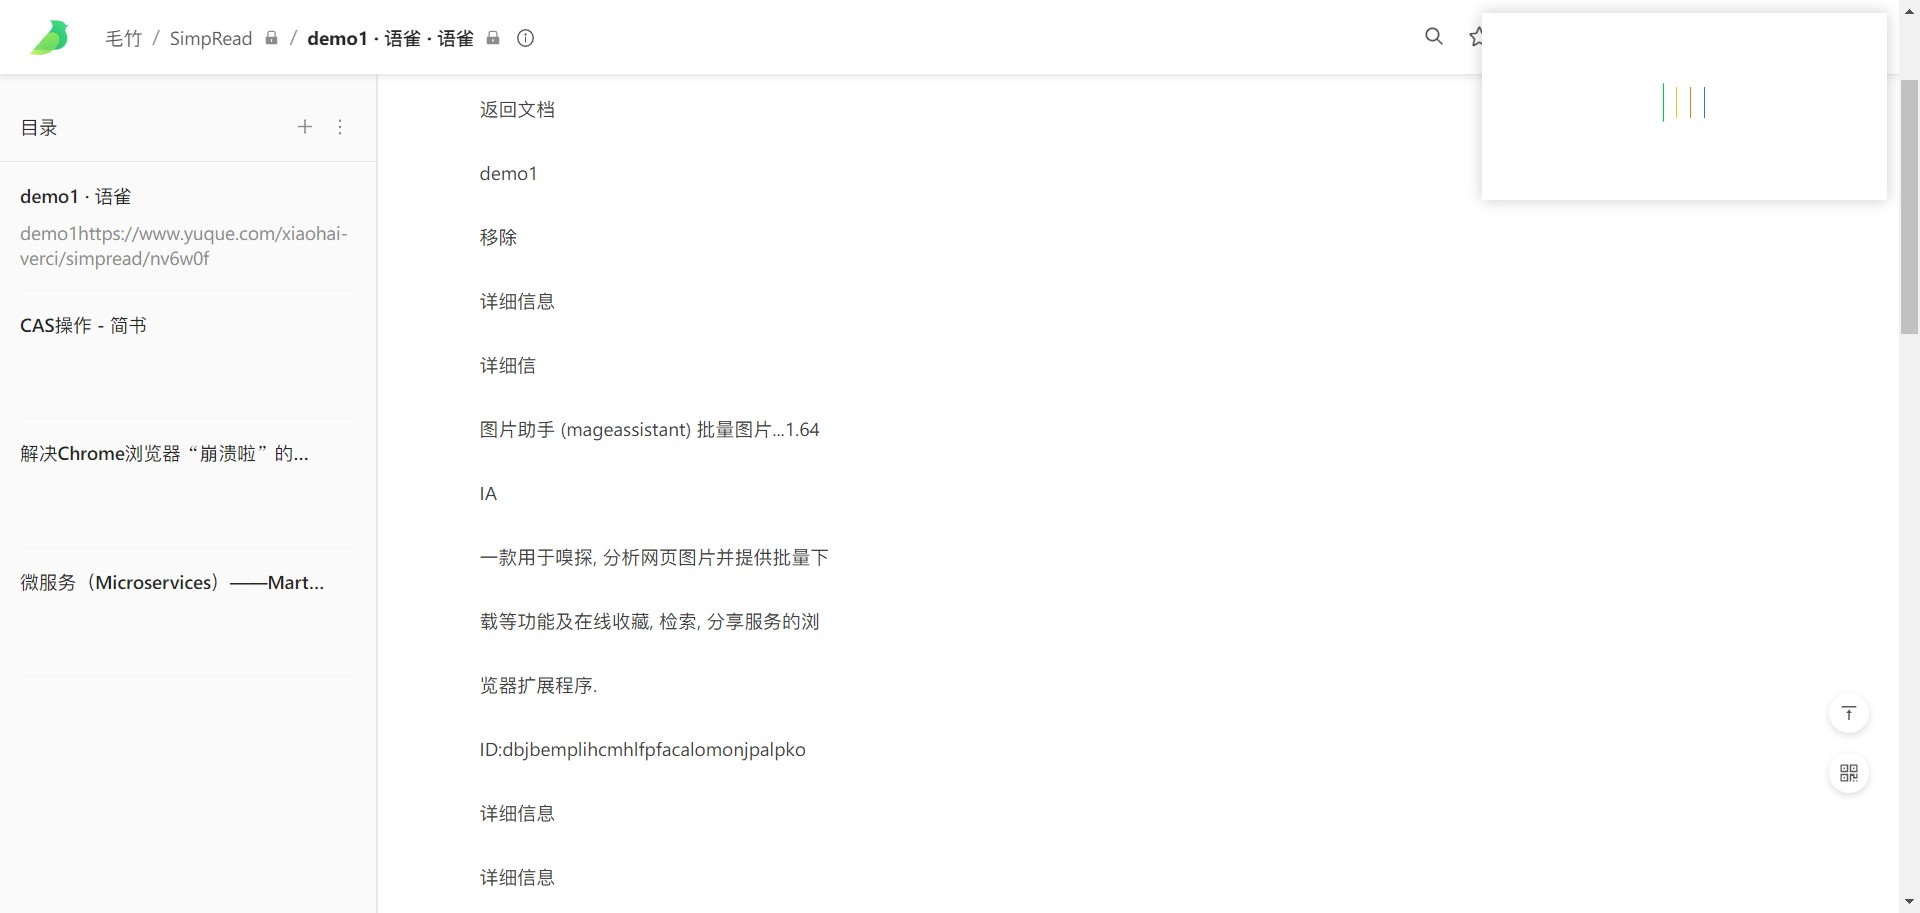 毛竹 / SimpRead / demo1 · 语雀 · 语雀
目录
demo1 · 语雀
demo1https://www.yuque.com/xiaohai-
verci/simpread/nv6w0f
CAS操作 - 简书
解决Chrome浏览器“崩溃啦”的...
微服务（Microservices）——Mart...
返回文档
demo1
移除
详细信息
详细信
图片助手 (mageassistant) 批量图片...1.64
IA
一款用于嗅探, 分析网页图片并提供批量下
载等功能及在线收藏, 检索, 分享服务的浏
览器扩展程序.
ID:dbjbemplihcmhlfpfacalomonjpalpko
详细信息
详细信息